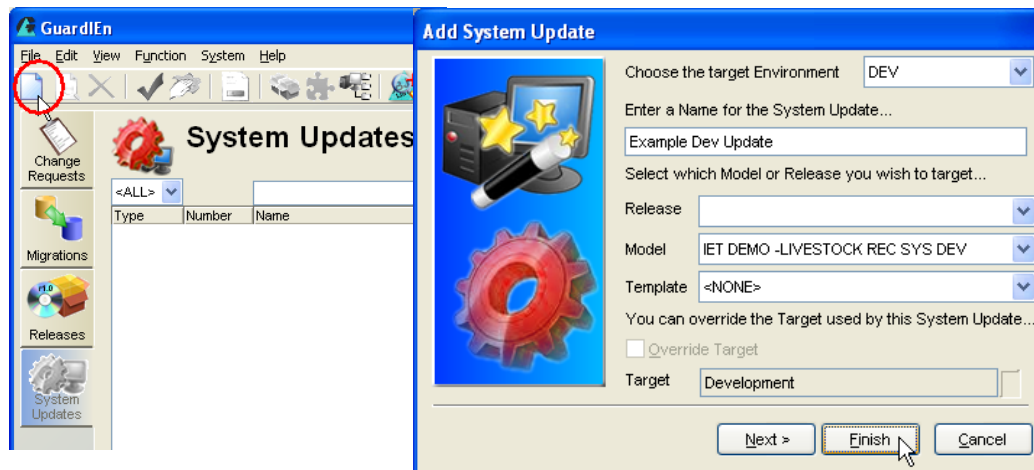 GuardIEn
File Edit View Function System Help
Change
Requests
Migrations
r1.0
Releases
System
Updates
System Updates
<ALL>
Type Number Name
Add System Update
Choose the target Environment DEV
Enter a Name for the System Update...
Example Dev Update
Select which Model or Release you wish to target...
Release
Model IET DEMO -LIVESTOCK REC SYS DEV
Template <NONE>
You can override the Target used by this System Update...
Override Target
Target Development
Next > Finish Cancel